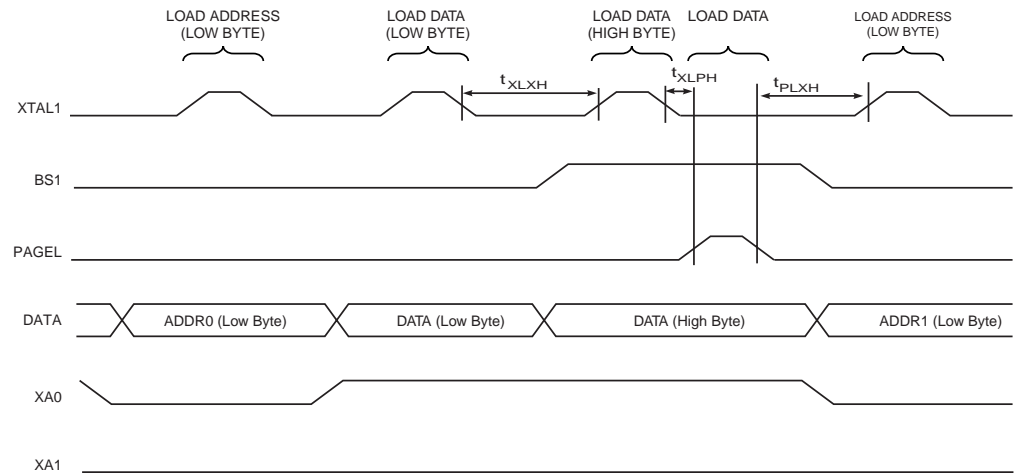 LOAD ADDRESS
(LOW BYTE)
LOAD DATA
(LOW BYTE)
LOAD DATA
(HIGH BYTE)
LOAD DATA
LOAD ADDRESS
(LOW BYTE)
tXLXH
tXLPH
tPLXH
XTAL1
BS1
PAGEL
DATA
ADDR0 (Low Byte)
DATA (Low Byte)
DATA (High Byte)
ADDR1 (Low Byte)
XA0
XA1